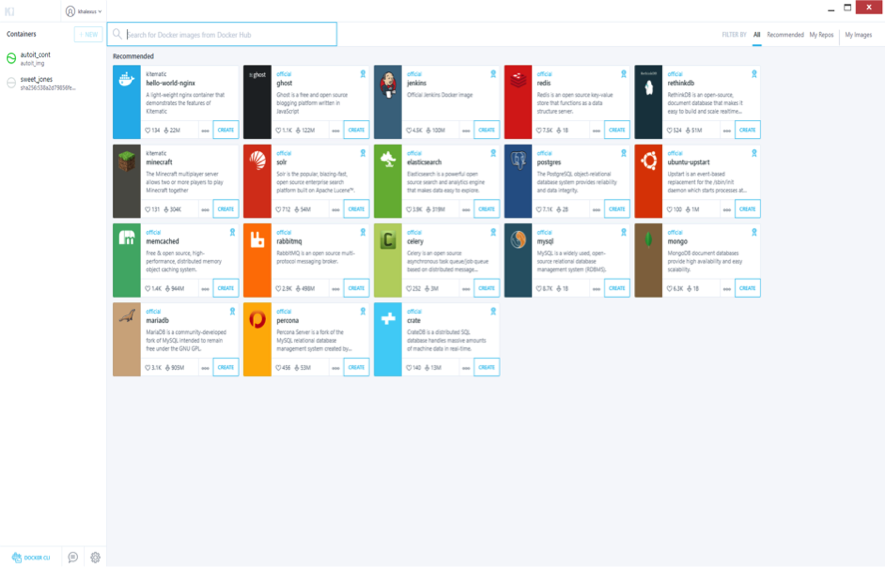 khaleeus
Containers
+ NEW
autoit_cont
autoit_img
sweet_jones
Search for Docker images from Docker Hub
FILTER BY
All
Recommended
My Repos
My Images
Recommended
kitematic
hello-world-nginx
A light-weight nginx container that
demonstrates the features of
Kitematic
134
22M
CREATE
official
ghost
Ghost is a free and open source
blogging platform written in
JavaScript
1.1K
122M
CREATE
official
jenkins
Official Jenkins Docker image
4.0K
100M
CREATE
official
redis
Redis is an open source key-value
store that functions as a data
structure server.
1B
CREATE
official
rethinkdb
RethinkDB is an open-source,
document database that makes it
easy to build and scale realtime...
524
51M
CREATE
kitematic
minecraft
The Minecraft multiplayer server
allows two or more players to play
Minecraft together
131
304K
CREATE
official
solr
Solr is the popular, blazing-fast,
open source enterprise search
platform built on Apache Lucene™.
712
54M
CREATE
official
elasticsearch
Elasticsearch is a powerful open
source search and analytics engine
that makes data easy to explore.
3.8K
319M
CREATE
official
postgres
The PostgreSQL object-relational
database system provides reliability
and data integrity.
7.1K
2B
CREATE
official
ubuntu-upstart
Upstart is an event-based
replacement for the /sbin/init
daemon which starts processes at...
100
1M
CREATE
official
memcached
Free & open source, high-
performance, distributed memory
object caching system.
1.4K
944M
CREATE
official
rabbitmq
RabbitMQ is an open source multi-
protocol messaging broker.
2.9K
CREATE
official
celery
Celery is an open source
asynchronous task queue/job queue
based on distributed message...
252
3M
CREATE
official
mysql
MySQL is a widely used, open-
source relational database
management system (RDBMS).
8.7K
1B
CREATE
official
mongo
MongoDB document databases
provide high availability and easy
scalability.
6.3K
1B
CREATE
official
mariadb
MariaDB is a community-developed
fork of MySQL intended to remain
free under the GNU GPL.
3.1K
905M
CREATE
official
percona
Percona Server is a fork of the
MySQL relational database
management system created by...
456
53M
CREATE
official
crate
CrateDB is a distributed SQL
database handles massive amounts
of machine data in real-time.
140
13M
CREATE
DOCKER CLI